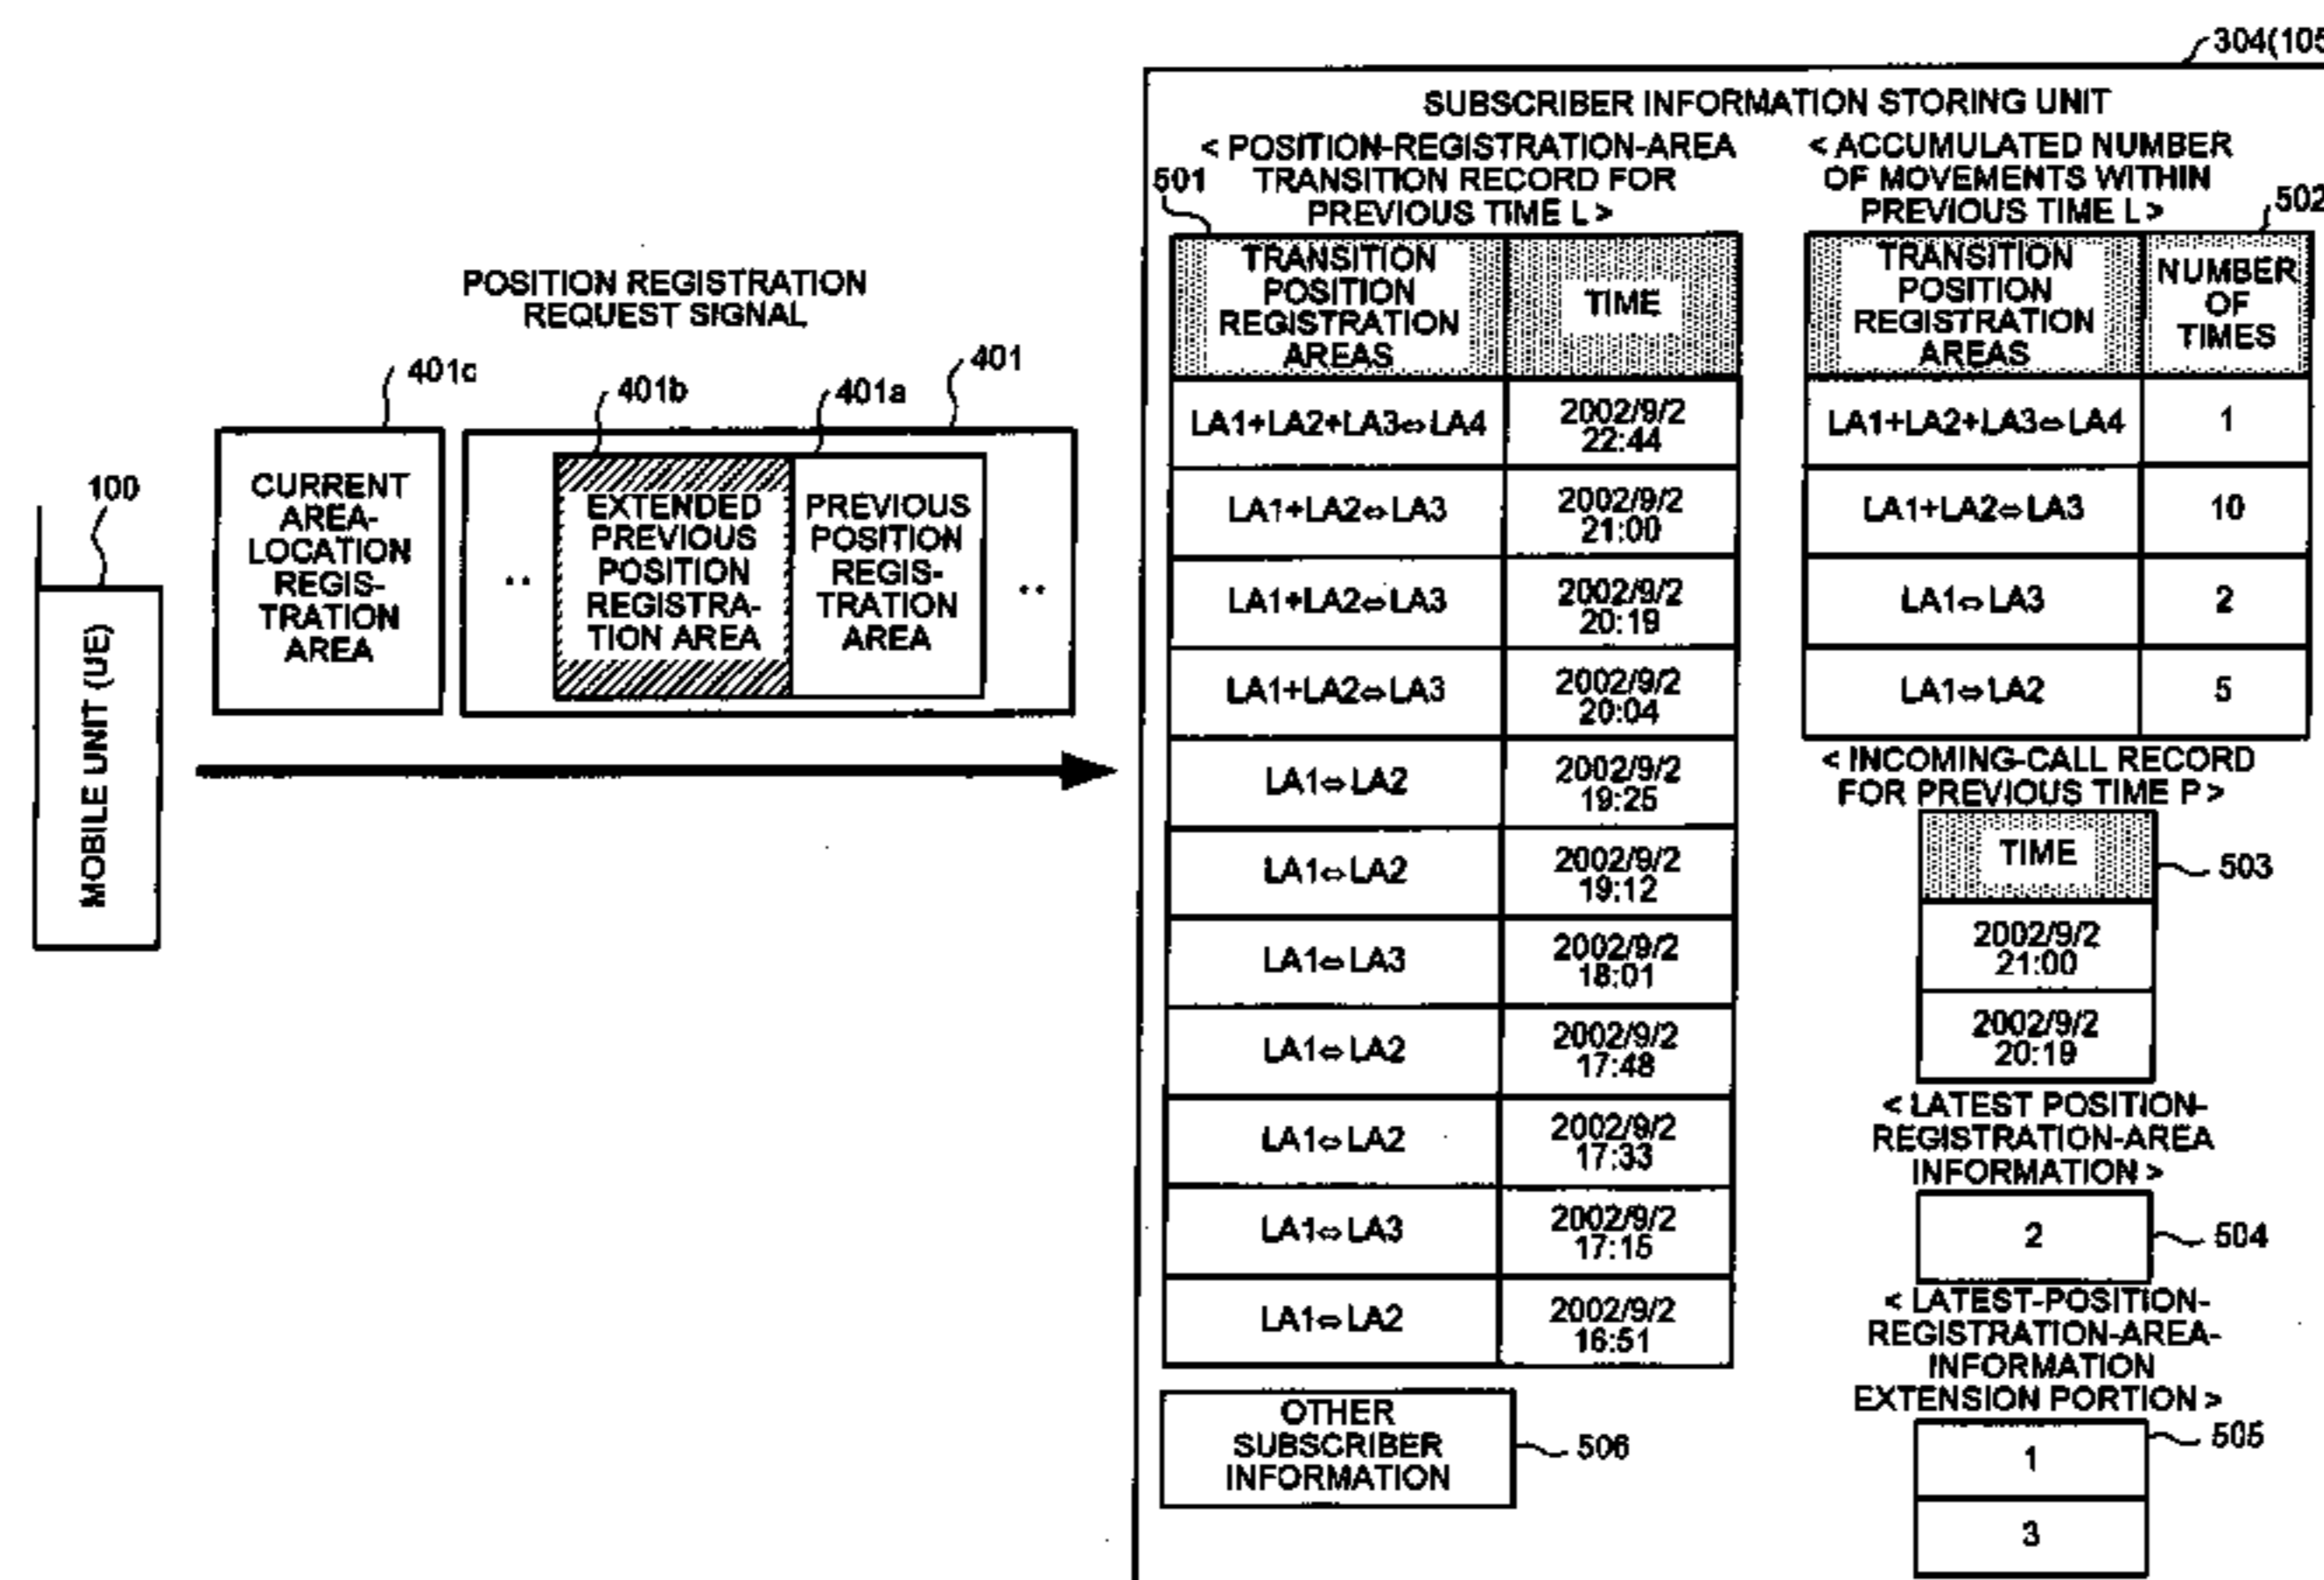 304(105
SUBSCRIBER INFORMATION STORING UNIT
< POSITION-REGISTRATION-AREA
TRANSITION RECORD FOR
PREVIOUS TIME L >
501
< ACCUMULATED NUMBER
OF MOVEMENTS WITHIN
PREVIOUS TIME L >
502
POSITION REGISTRATION
REQUEST SIGNAL
401c
401b
401a
401
100
MOBILE UNIT (UE)
CURRENT
AREA-
LOCATION
REGIS-
TRATION
AREA
..
EXTENDED
PREVIOUS
POSITION
REGISTRA-
TION AREA
PREVIOUS
POSITION
REGIS-
TRATION
AREA
..
TRANSITION
POSITION
REGISTRATION
AREAS
TIME
LA1+LA2+LA3⇔LA4
2002/9/2
22:44
LA1+LA2⇔LA3
2002/9/2
21:00
LA1+LA2⇔LA3
2002/9/2
20:19
LA1+LA2⇔LA3
2002/9/2
20:04
LA1⇔LA2
2002/9/2
19:25
LA1⇔LA2
2002/9/2
19:12
LA1⇔LA3
2002/9/2
18:01
LA1⇔LA2
2002/9/2
17:48
LA1⇔LA2
2002/9/2
17:33
LA1⇔LA3
2002/9/2
17:15
LA1⇔LA2
2002/9/2
16:51
OTHER
SUBSCRIBER
INFORMATION
506
TRANSITION
POSITION
REGISTRATION
AREAS
NUMBER
OF
TIMES
LA1+LA2+LA3⇔LA4
1
LA1+LA2⇔LA3
10
LA1⇔LA3
2
LA1⇔LA2
5
< INCOMING-CALL RECORD
FOR PREVIOUS TIME P >
TIME
503
2002/9/2
21:00
2002/9/2
20:19
< LATEST POSITION-
REGISTRATION-AREA
INFORMATION >
2
504
< LATEST-POSITION-
REGISTRATION-AREA-
INFORMATION
EXTENSION PORTION >
505
1
3